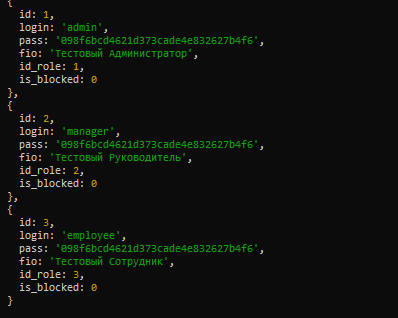 {
id: 1,
login: 'admin',
pass: '098f6bcd4621d373cade4e832627b4f6',
fio: 'Тестовый Администратор',
id_role: 1,
is_blocked: 0
},
{
id: 2,
login: 'manager',
pass: '098f6bcd4621d373cade4e832627b4f6',
fio: 'Тестовый Руководитель',
id_role: 2,
is_blocked: 0
},
{
id: 3,
login: 'employee',
pass: '098f6bcd4621d373cade4e832627b4f6',
fio: 'Тестовый Сотрудник',
id_role: 3,
is_blocked: 0
}